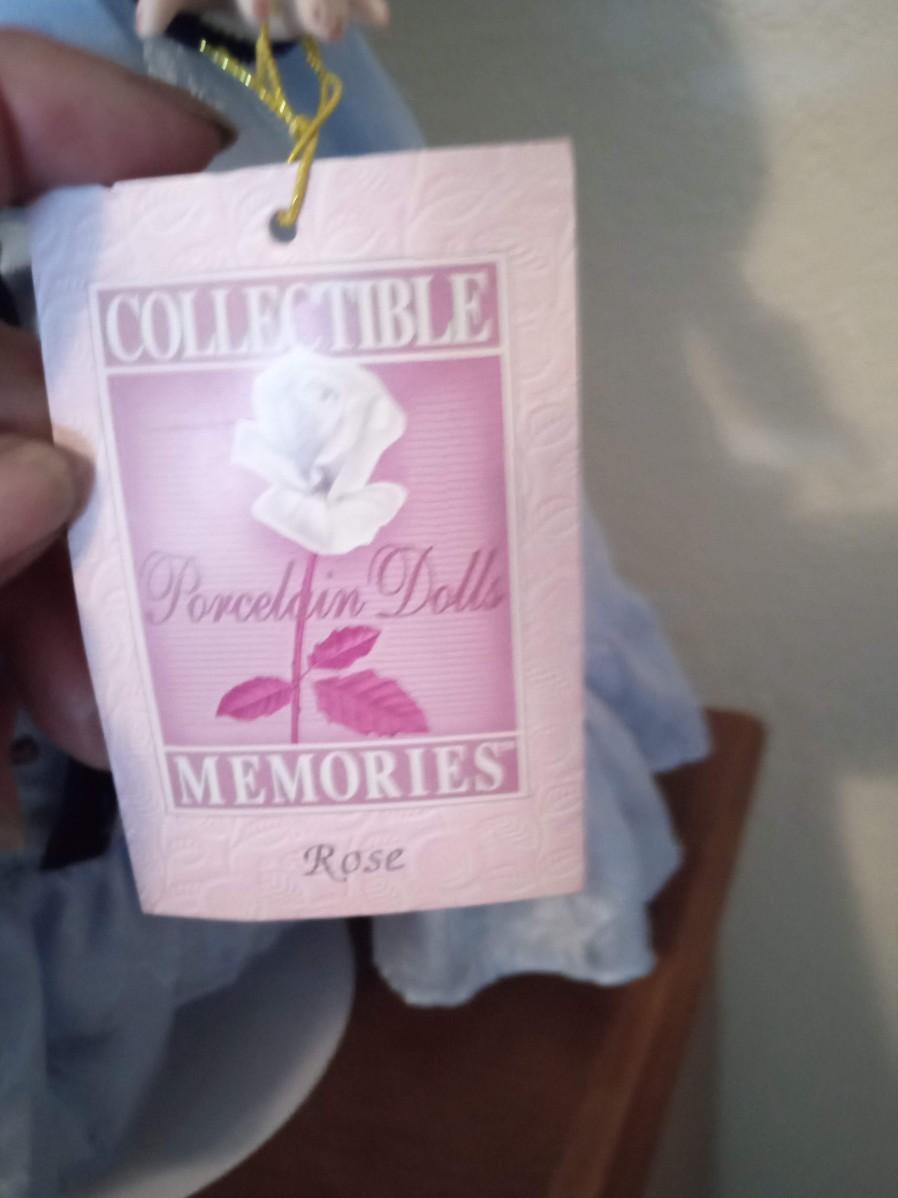 COLLECTIBLE
Porcelain Dolls
MEMORIES™
Rose